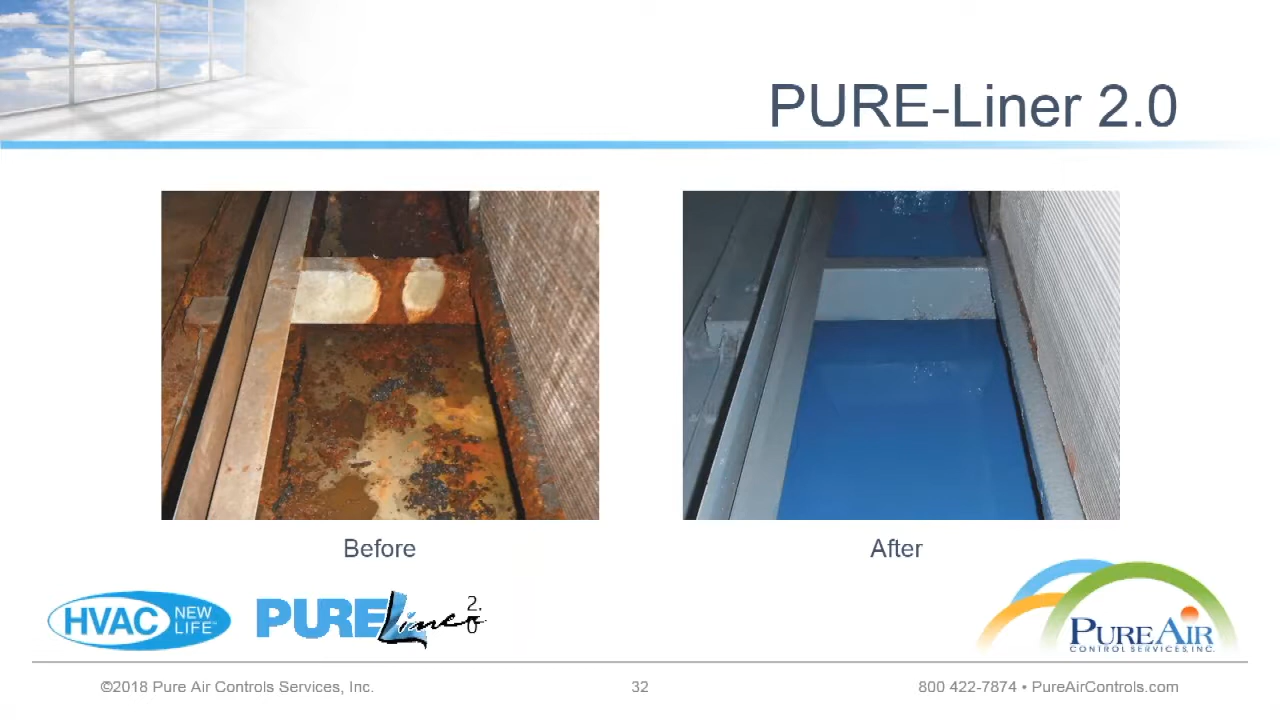 PURE-Liner 2.0
Before
After
HVAC NEW LIFE
PURE Liner 2.0
PURE AIR
CONTROL SERVICES, INC.
©2018 Pure Air Controls Services, Inc.
32
800 422-7874 • PureAirControls.com